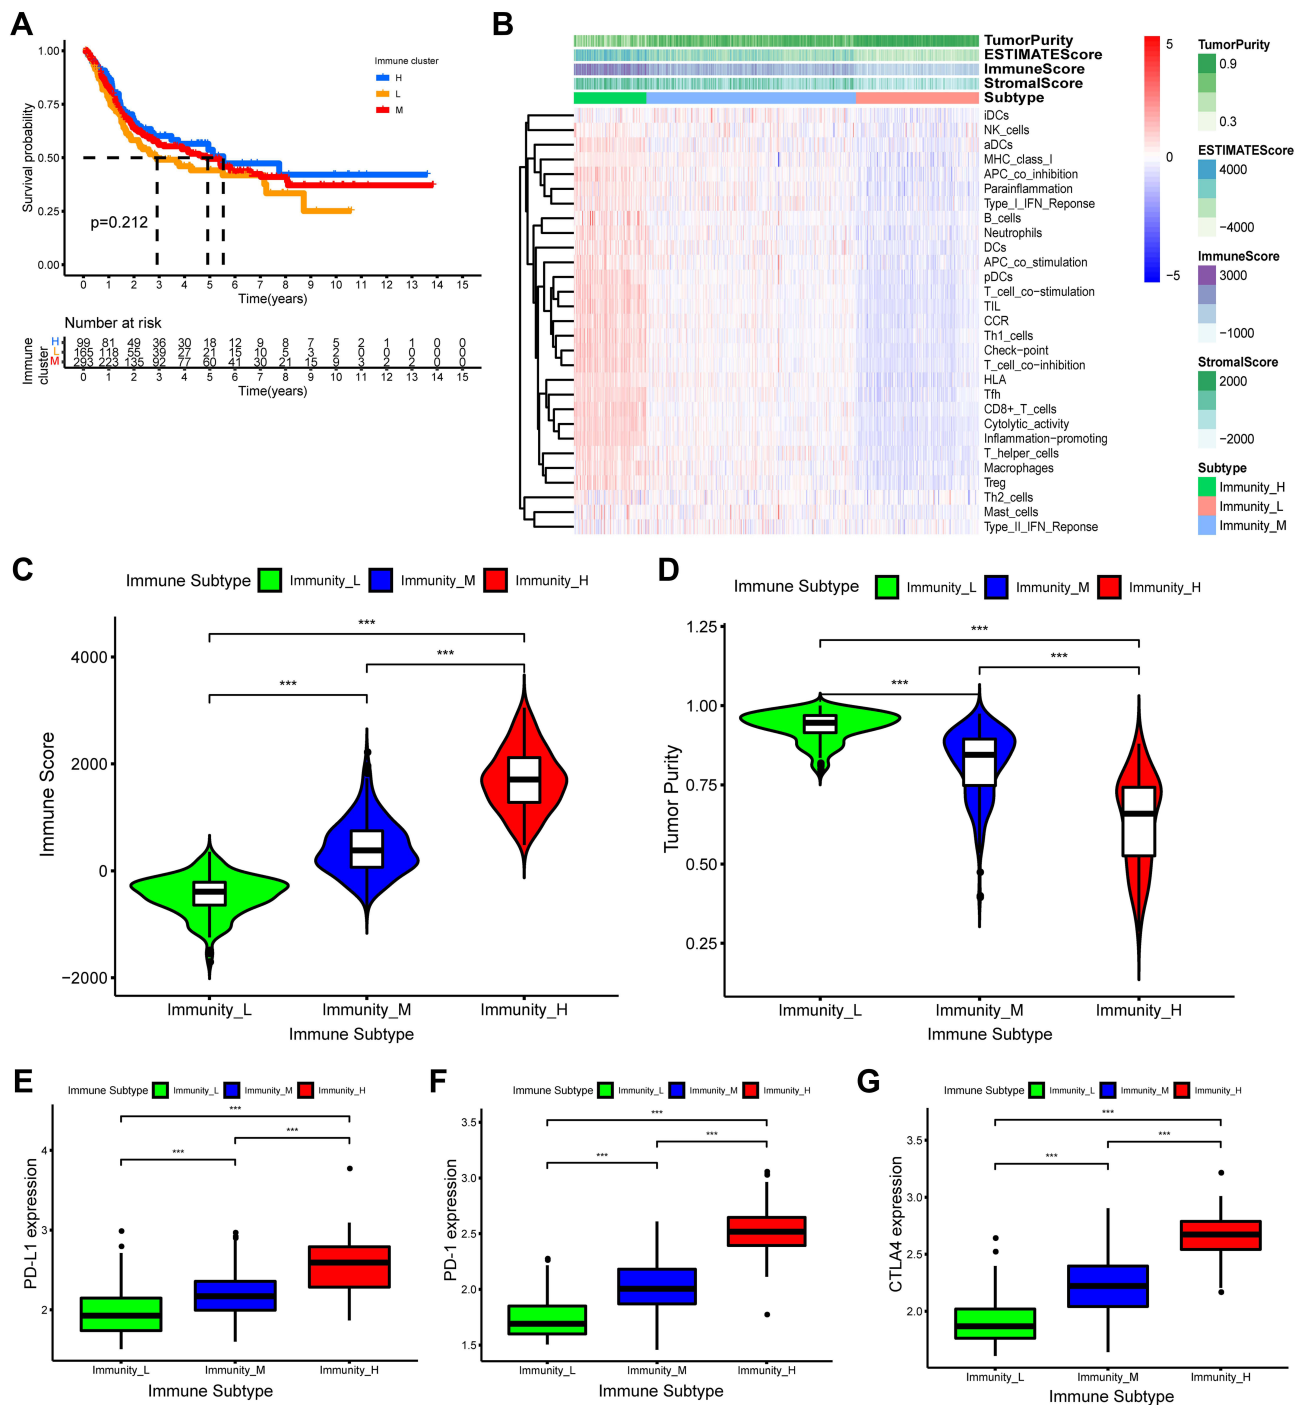 A
Immune cluster
H
L
M
Survival probability
1.00
0.75
0.50
0.25
0.00
p=0.212
0 1 2 3 4 5 6 7 8 9 10 11 12 13 14 15
Time(years)
Number at risk
Immune cluster
H 99 81 49 36 30 18 12 9 8 7 5 2 1 1 0 0
L 165 118 55 39 27 21 15 10 5 3 2 0 0 0 0 0
M 293 223 135 92 77 60 41 30 21 15 9 3 2 2 0 0
0 1 2 3 4 5 6 7 8 9 10 11 12 13 14 15
Time(years)
B
TumorPurity
ESTIMATEScore
ImmuneScore
StromalScore
Subtype
iDCs
NK_cells
aDCs
MHC_class_I
APC_co_inhibition
Parainflammation
Type_I_IFN_Reponse
B_cells
Neutrophils
DCs
APC_co_stimulation
pDCs
T_cell_co-stimulation
TIL
CCR
Th1_cells
Check-point
T_cell_co-inhibition
HLA
Tfh
CD8+_T_cells
Cytolytic_activity
Inflammation-promoting
T_helper_cells
Macrophages
Treg
Th2_cells
Mast_cells
Type_II_IFN_Reponse
5
0
−5
TumorPurity
0.9
0.3
ESTIMATEScore
4000
−4000
ImmuneScore
3000
−1000
StromalScore
2000
−2000
Subtype
Immunity_H
Immunity_L
Immunity_M
C
Immune Subtype Immunity_L Immunity_M Immunity_H
Immune Score
4000
2000
0
−2000
***
***
***
Immunity_L Immunity_M Immunity_H
Immune Subtype
D
Immune Subtype Immunity_L Immunity_M Immunity_H
Tumor Purity
1.25
1.00
0.75
0.50
0.25
***
***
***
Immunity_L Immunity_M Immunity_H
Immune Subtype
E
Immune Subtype Immunity_L Immunity_M Immunity_H
PD-L1 expression
4
3
2
***
***
***
Immunity_L Immunity_M Immunity_H
Immune Subtype
F
Immune Subtype Immunity_L Immunity_M Immunity_H
PD-1 expression
3.5
3.0
2.5
2.0
1.5
***
***
***
Immunity_L Immunity_M Immunity_H
Immune Subtype
G
Immune Subtype Immunity_L Immunity_M Immunity_H
CTLA4 expression
3.5
3.0
2.5
2.0
***
***
***
Immunity_L Immunity_M Immunity_H
Immune Subtype